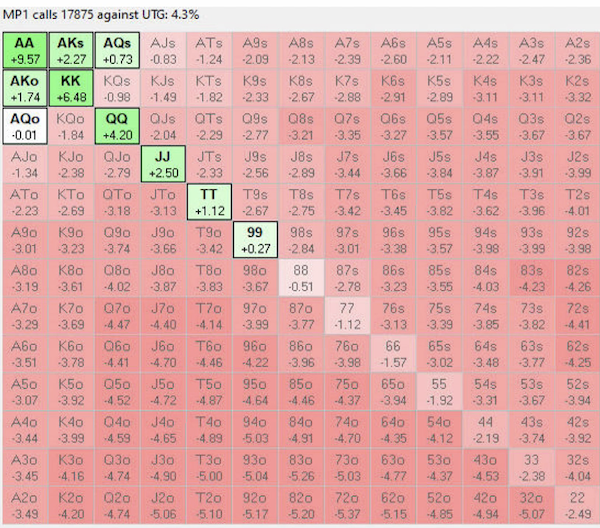 MP1 calls 17875 against UTG: 4.3%
AA AKs AQs AJs ATs A9s A8s A7s A6s A5s A4s A3s A2s
+9.57 +2.27 +0.73 -0.83 -1.24 -2.09 -2.13 -2.39 -2.60 -2.11 -2.22 -2.47 -2.36
AKo KK KQs KJs KTs K9s K8s K7s K6s K5s K4s K3s K2s
+1.74 +6.48 -0.98 -1.49 -1.82 -2.33 -2.67 -2.88 -2.91 -2.89 -3.11 -3.11 -3.32
AQo KQo QQ QJs QTs Q9s Q8s Q7s Q6s Q5s Q4s Q3s Q2s
-0.01 -1.84 +4.20 -2.04 -2.29 -2.77 -3.21 -3.35 -3.27 -3.57 -3.55 -3.67 -3.67
AJo KJo QJo JJ JTs J9s J8s J7s J6s J5s J4s J3s J2s
-1.34 -2.38 -2.79 +2.50 -2.33 -2.56 -2.89 -3.44 -3.66 -3.84 -3.87 -3.91 -3.99
ATo KTo QTo JTo TT T9s T8s T7s T6s T5s T4s T3s T2s
-2.23 -2.69 -3.18 -3.13 +1.12 -2.67 -2.75 -3.42 -3.45 -3.82 -3.62 -3.96 -4.01
A9o K9o Q9o J9o T9o 99 98s 97s 96s 95s 94s 93s 92s
-3.01 -3.23 -3.74 -3.66 -3.42 +0.27 -2.84 -3.01 -3.38 -3.57 -3.98 -3.99 -3.98
A8o K8o Q8o J8o T8o 98o 88 87s 86s 85s 84s 83s 82s
-3.19 -3.61 -4.02 -3.87 -3.83 -3.67 -0.51 -2.78 -3.23 -3.55 -4.03 -4.23 -4.26
A7o K7o Q7o J7o T7o 97o 87o 77 76s 75s 74s 73s 72s
-3.29 -3.69 -4.47 -4.40 -4.14 -3.99 -3.77 -1.12 -3.13 -3.39 -3.85 -3.82 -4.41
A6o K6o Q6o J6o T6o 96o 86o 76o 66 65s 64s 63s 62s
-3.51 -3.78 -4.41 -4.70 -4.46 -4.22 -3.96 -3.98 -1.57 -3.02 -3.48 -3.77 -4.25
A5o K5o Q5o J5o T5o 95o 85o 75o 65o 55 54s 53s 52s
-3.07 -3.92 -4.52 -4.72 -4.87 -4.64 -4.46 -4.37 -3.94 -1.92 -3.31 -3.67 -3.94
A4o K4o Q4o J4o T4o 94o 84o 74o 64o 54o 44 43s 42s
-3.44 -3.99 -4.59 -4.65 -4.89 -5.03 -4.91 -4.70 -4.35 -4.12 -2.19 -3.74 -3.92
A3o K3o Q3o J3o T3o 93o 83o 73o 63o 53o 43o 33 32s
-3.45 -4.16 -4.74 -4.90 -5.00 -5.04 -5.26 -5.03 -4.77 -4.37 -4.53 -2.38 -4.04
A2o K2o Q2o J2o T2o 92o 82o 72o 62o 52o 42o 32o 22
-3.49 -4.20 -4.74 -5.06 -5.10 -5.17 -5.20 -5.37 -5.15 -4.85 -4.94 -5.07 -2.49